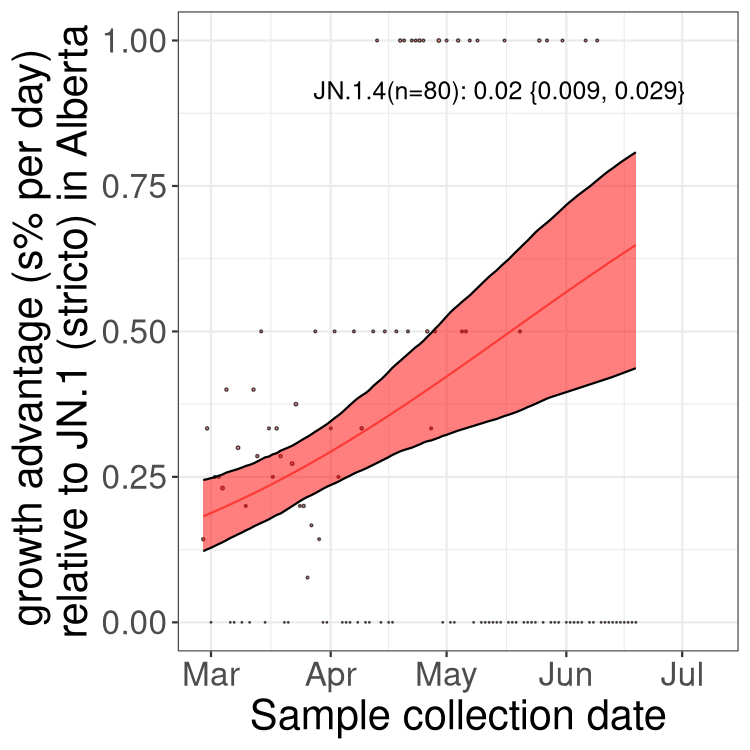 growth advantage (s% per day)
relative to JN.1 (stricto) in Alberta
1.00
0.75
0.50
0.25
0.00
JN.1.4(n=80): 0.02 {0.009, 0.029}
Mar Apr May Jun Jul
Sample collection date